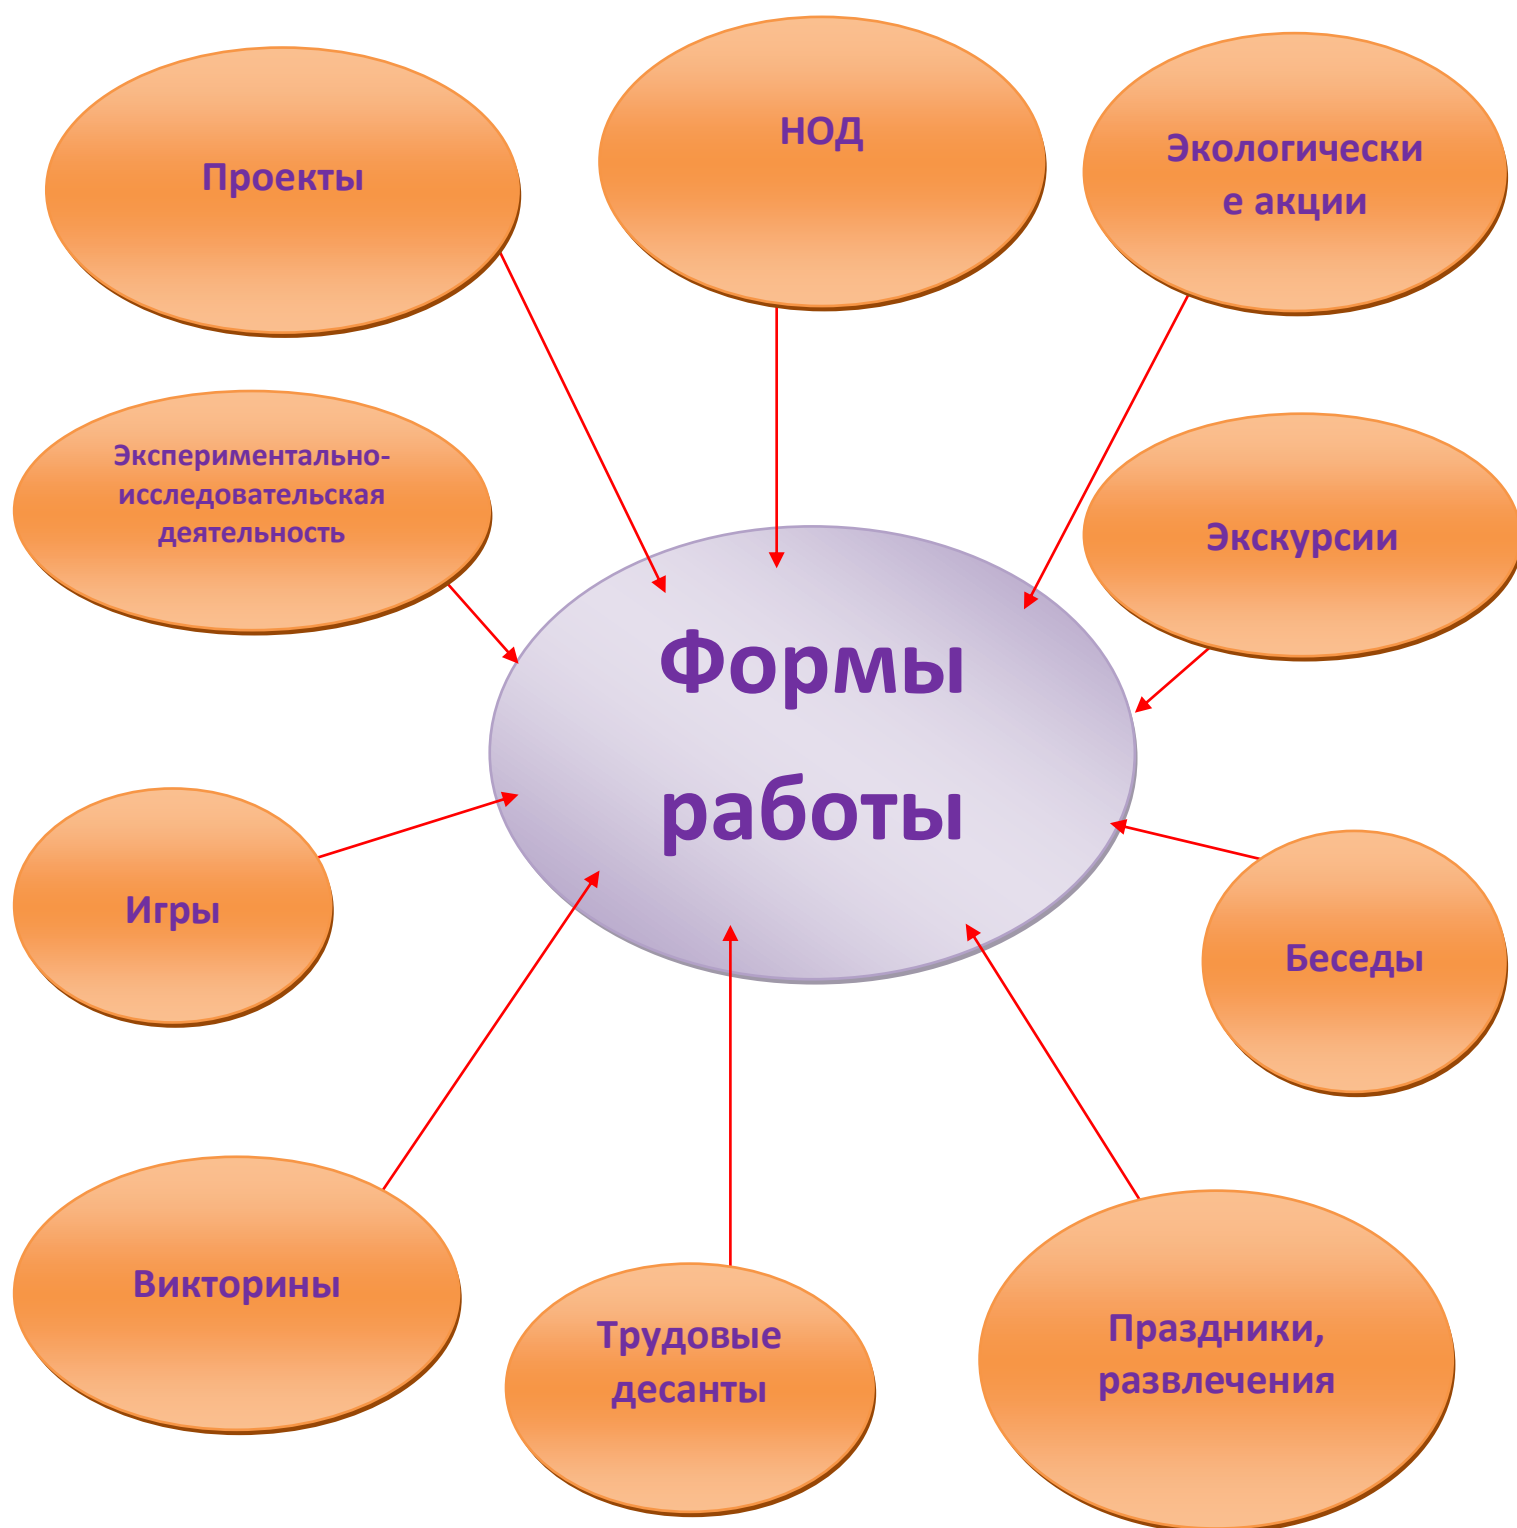 Проекты
НОД
Экологически
е акции
Экспериментально-
исследовательская
деятельность
Экскурсии
Формы
работы
Игры
Беседы
Викторины
Трудовые
десанты
Праздники,
развлечения